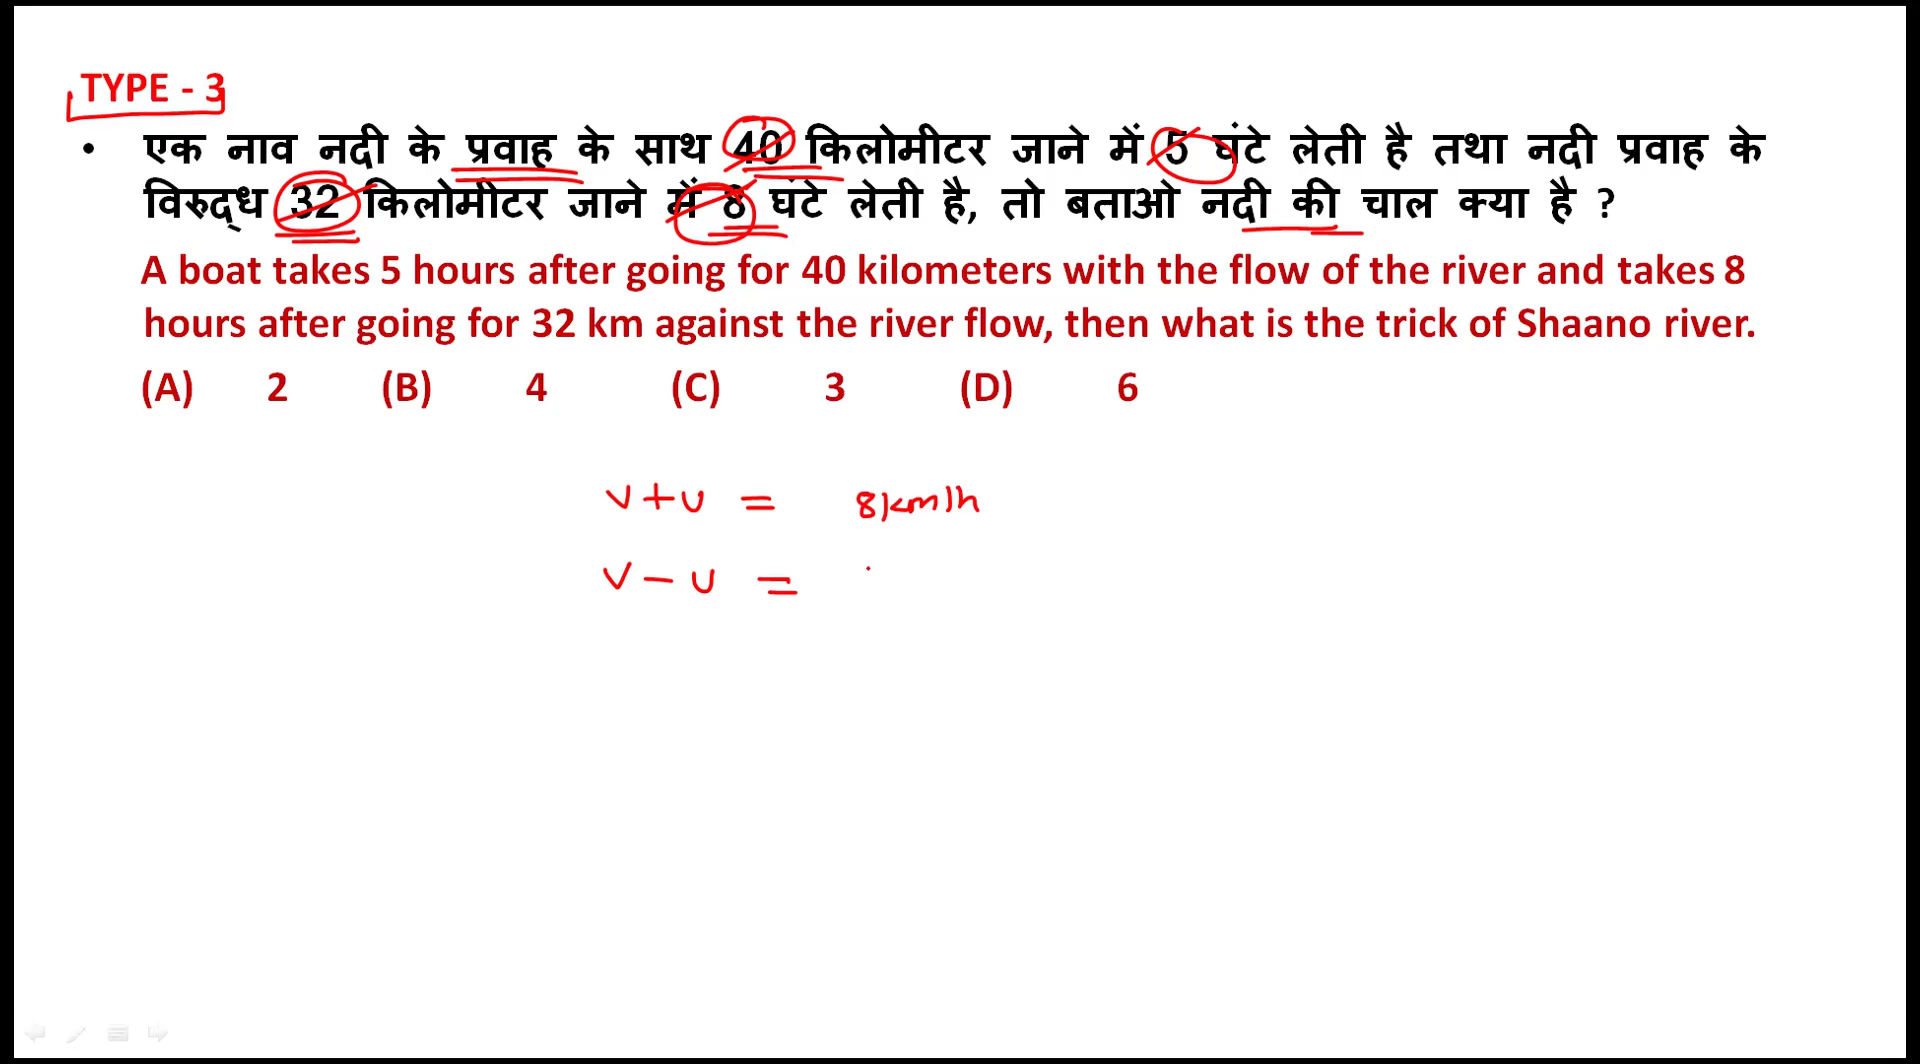 TYPE - 3
• एक नाव नदी के प्रवाह के साथ 40 किलोमीटर जाने में 5 घंटे लेती है तथा नदी प्रवाह के
विरुद्ध 32 किलोमीटर जाने में 8 घंटे लेती है, तो बताओ नदी की चाल क्या है ?
A boat takes 5 hours after going for 40 kilometers with the flow of the river and takes 8
hours after going for 32 km against the river flow, then what is the trick of Shaano river.
(A) 2 (B) 4 (C) 3 (D) 6
v+u = 8km/h
v-u =